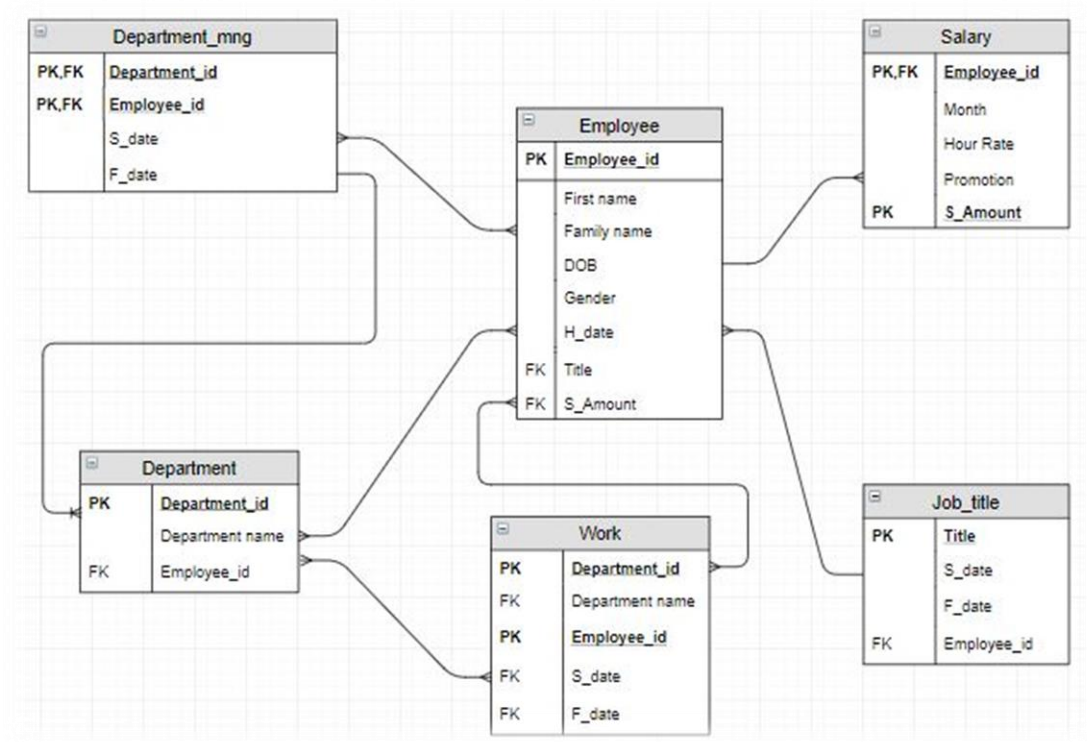 Department_mng
PK,FK Department_id
PK,FK Employee_id
S_date
F_date
Employee
PK Employee_id
First name
Family name
DOB
Gender
H_date
FK Title
FK S_Amount
Salary
PK,FK Employee_id
Month
Hour Rate
Promotion
PK S_Amount
Department
PK Department_id
Department name
FK Employee_id
Work
PK Department_id
FK Department name
PK Employee_id
FK S_date
FK F_date
Job_title
PK Title
S_date
F_date
FK Employee_id